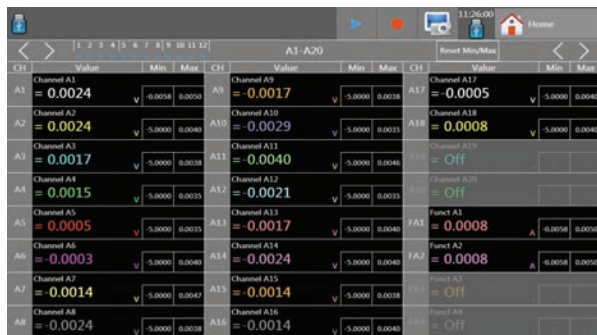 11:26:00
Home
1 2 3 4 5 6 7 8 9 10 11 12
A1-A20
Reset Min/Max
CH Value Min Max CH Value Min Max CH Value Min Max
Channel A1 Channel A9 Channel A17
A1 = 0.0024 V -0.0058 0.0050 A9 =-0.0017 V -5.0000 0.0038 A17 =-0.0005 V -5.0000 0.0040
Channel A2 Channel A10 Channel A18
A2 = 0.0024 V -5.0000 0.0040 A10 =-0.0029 V -5.0000 0.0035 A18 = 0.0008 V -5.0000 0.0040
Channel A3 Channel A11 Channel A19
A3 = 0.0017 V -5.0000 0.0038 A11 =-0.0040 V -5.0000 0.0046 A19 = Off
Channel A4 Channel A12 Channel A20
A4 = 0.0015 V -5.0000 0.0035 A12 =-0.0021 V -5.0000 0.0035 = Off
Channel A5 Channel A13 Funct A1
A5 = 0.0005 V -5.0000 0.0035 A13 =-0.0017 V -5.0000 0.0040 FA1 = 0.0008 A -0.0058 0.0050
Channel A6 Channel A14 Funct A2
A6 =-0.0003 V -5.0000 0.0040 A14 =-0.0024 V -5.0000 0.0040 FA2 = 0.0008 A -0.0058 0.0050
Channel A7 Channel A15 Funct A3
A7 =-0.0014 V -5.0000 0.0047 A15 =-0.0014 V -5.0000 0.0038 = Off
Channel A8 Channel A16 Funct A4
A8 =-0.0024 V -5.0000 0.0038 A16 =-0.0014 V -5.0000 0.0040 = Off